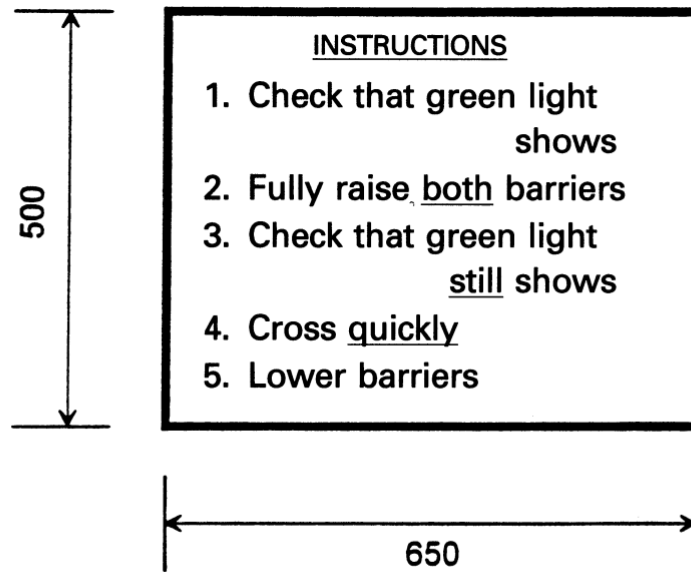 INSTRUCTIONS
1. Check that green light
shows
2. Fully raise both barriers
3. Check that green light
still shows
4. Cross quickly
5. Lower barriers
500
650